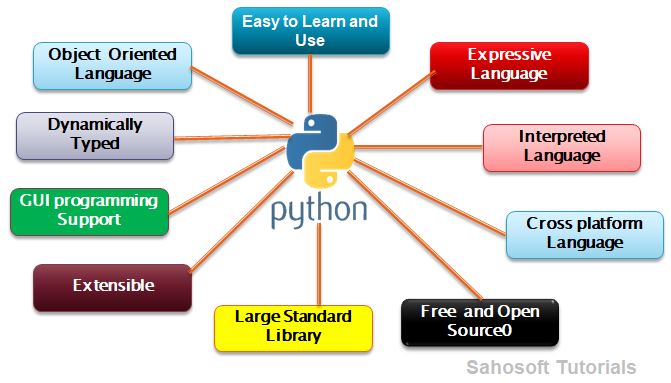 Easy to Learn and
Use
Object Oriented
Language
Expressive
Language
Dynamically
Typed
Interpreted
Language
GUI programming
Support
python
Cross platform
Language
Extensible
Large Standard
Library
Free and Open
Source0
Sahosoft Tutorials